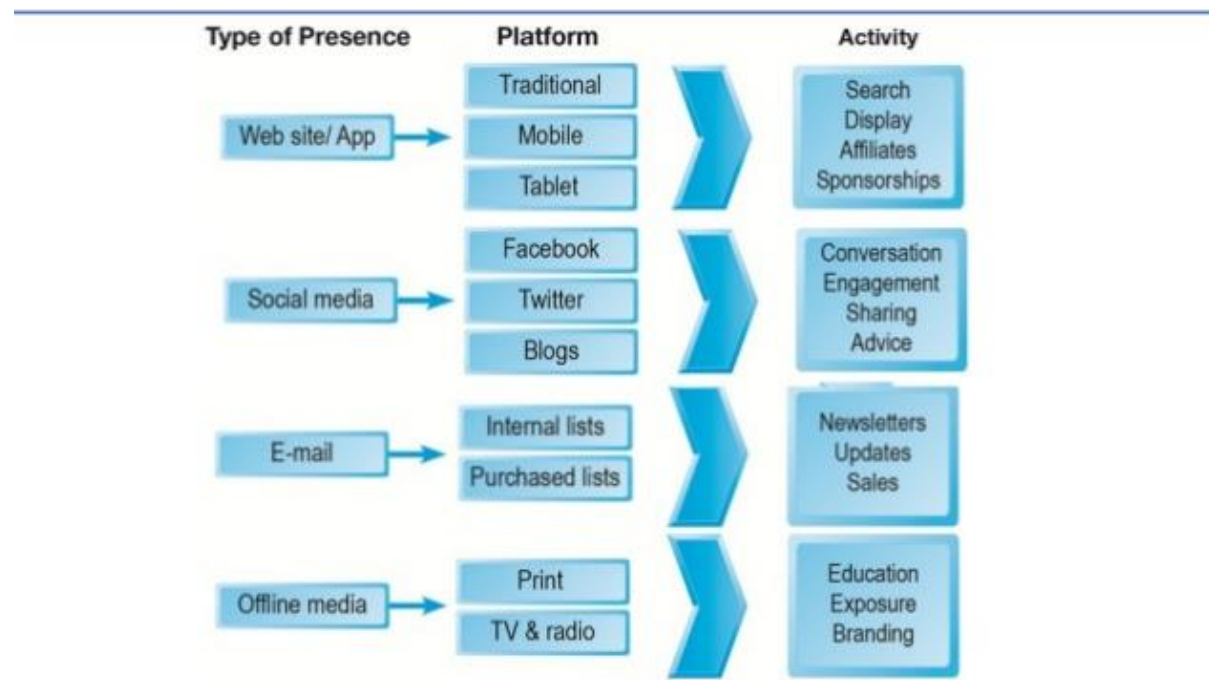 Type of Presence
Platform
Activity
Web site/ App
Traditional
Mobile
Tablet
Search
Display
Affiliates
Sponsorships
Social media
Facebook
Twitter
Blogs
Conversation
Engagement
Sharing
Advice
E-mail
Internal lists
Purchased lists
Newsletters
Updates
Sales
Offline media
Print
TV & radio
Education
Exposure
Branding